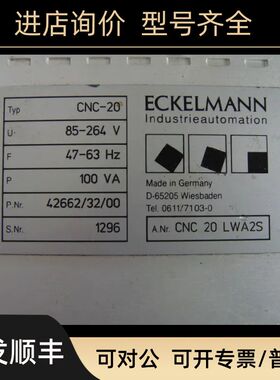 进店询价 型号齐全
Typ CNC-20
U 85-264 V
F 47-63 Hz
P 100 VA
P.Nr. 42662/32/00
S.Nr. 1296
ECKELMANN
Industrieautomation
Made in Germany
D-65205 Wiesbaden
Tel. 0611/7103-0
A.Nr. CNC 20 LWA2S
发顺丰
可对公 可开专票/普